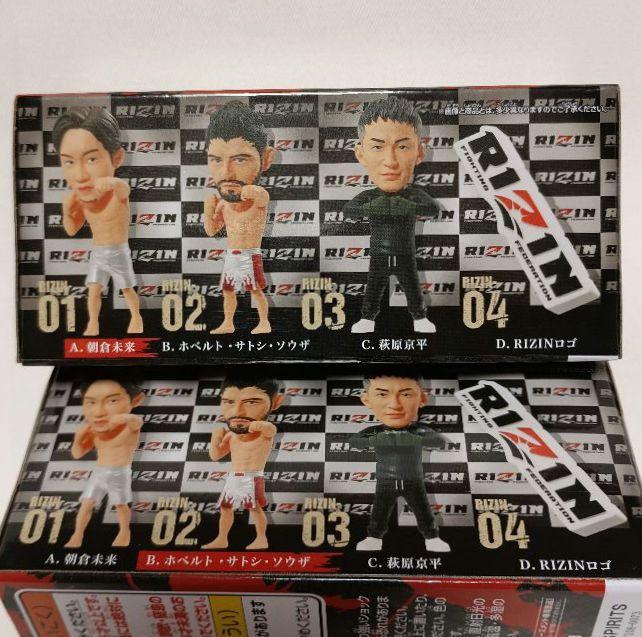 ※画像と商品とは、多少異なりますのでご了承ください。
RIZIN
FIGHTING
FEDERATION
RIZIN
01
RIZIN
02
RIZIN
03
RIZIN
04
A. 朝倉未来
B. ホベルト・サトシ・ソウザ
C. 萩原京平
D. RIZINロゴ
RIZIN
FIGHTING
FEDERATION
RIZIN
01
RIZIN
02
RIZIN
03
RIZIN
04
A. 朝倉未来
B. ホベルト・サトシ・ソウザ
C. 萩原京平
D. RIZINロゴ
SPIRITS